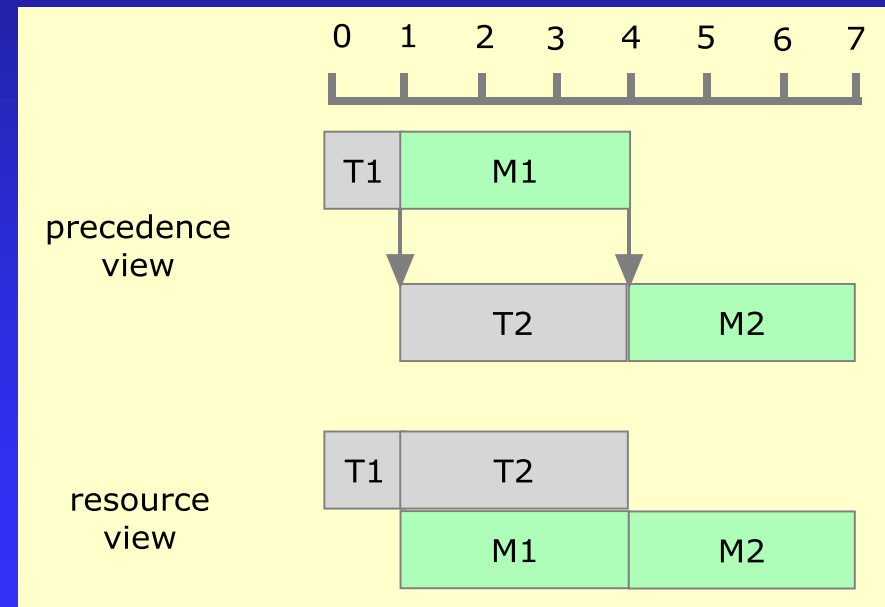 0 1 2 3 4 5 6 7
T1 M1
precedence
view
T2 M2
T1 T2
resource
view
M1 M2